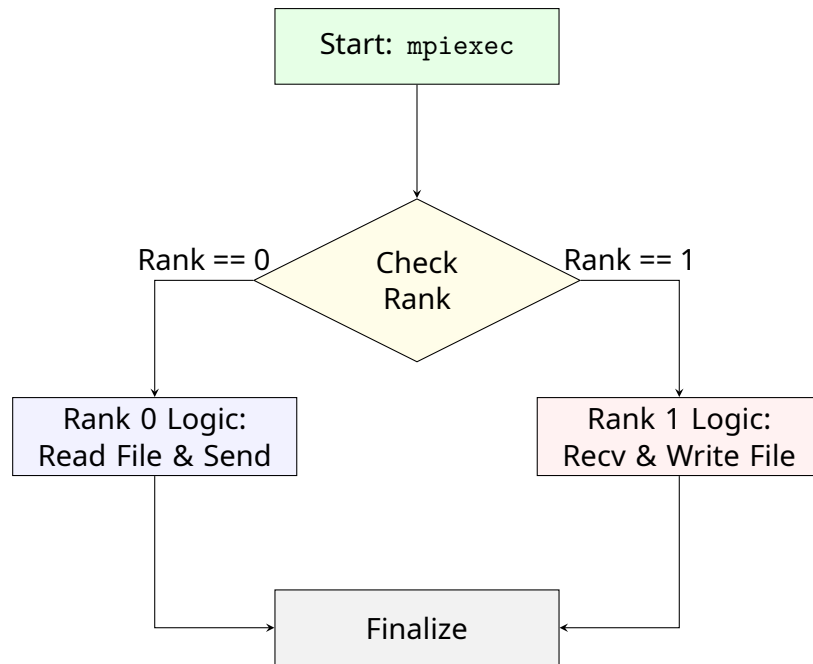 Start: mpiexec
Rank == 0
Check
Rank
Rank == 1
Rank 0 Logic:
Read File & Send
Rank 1 Logic:
Recv & Write File
Finalize